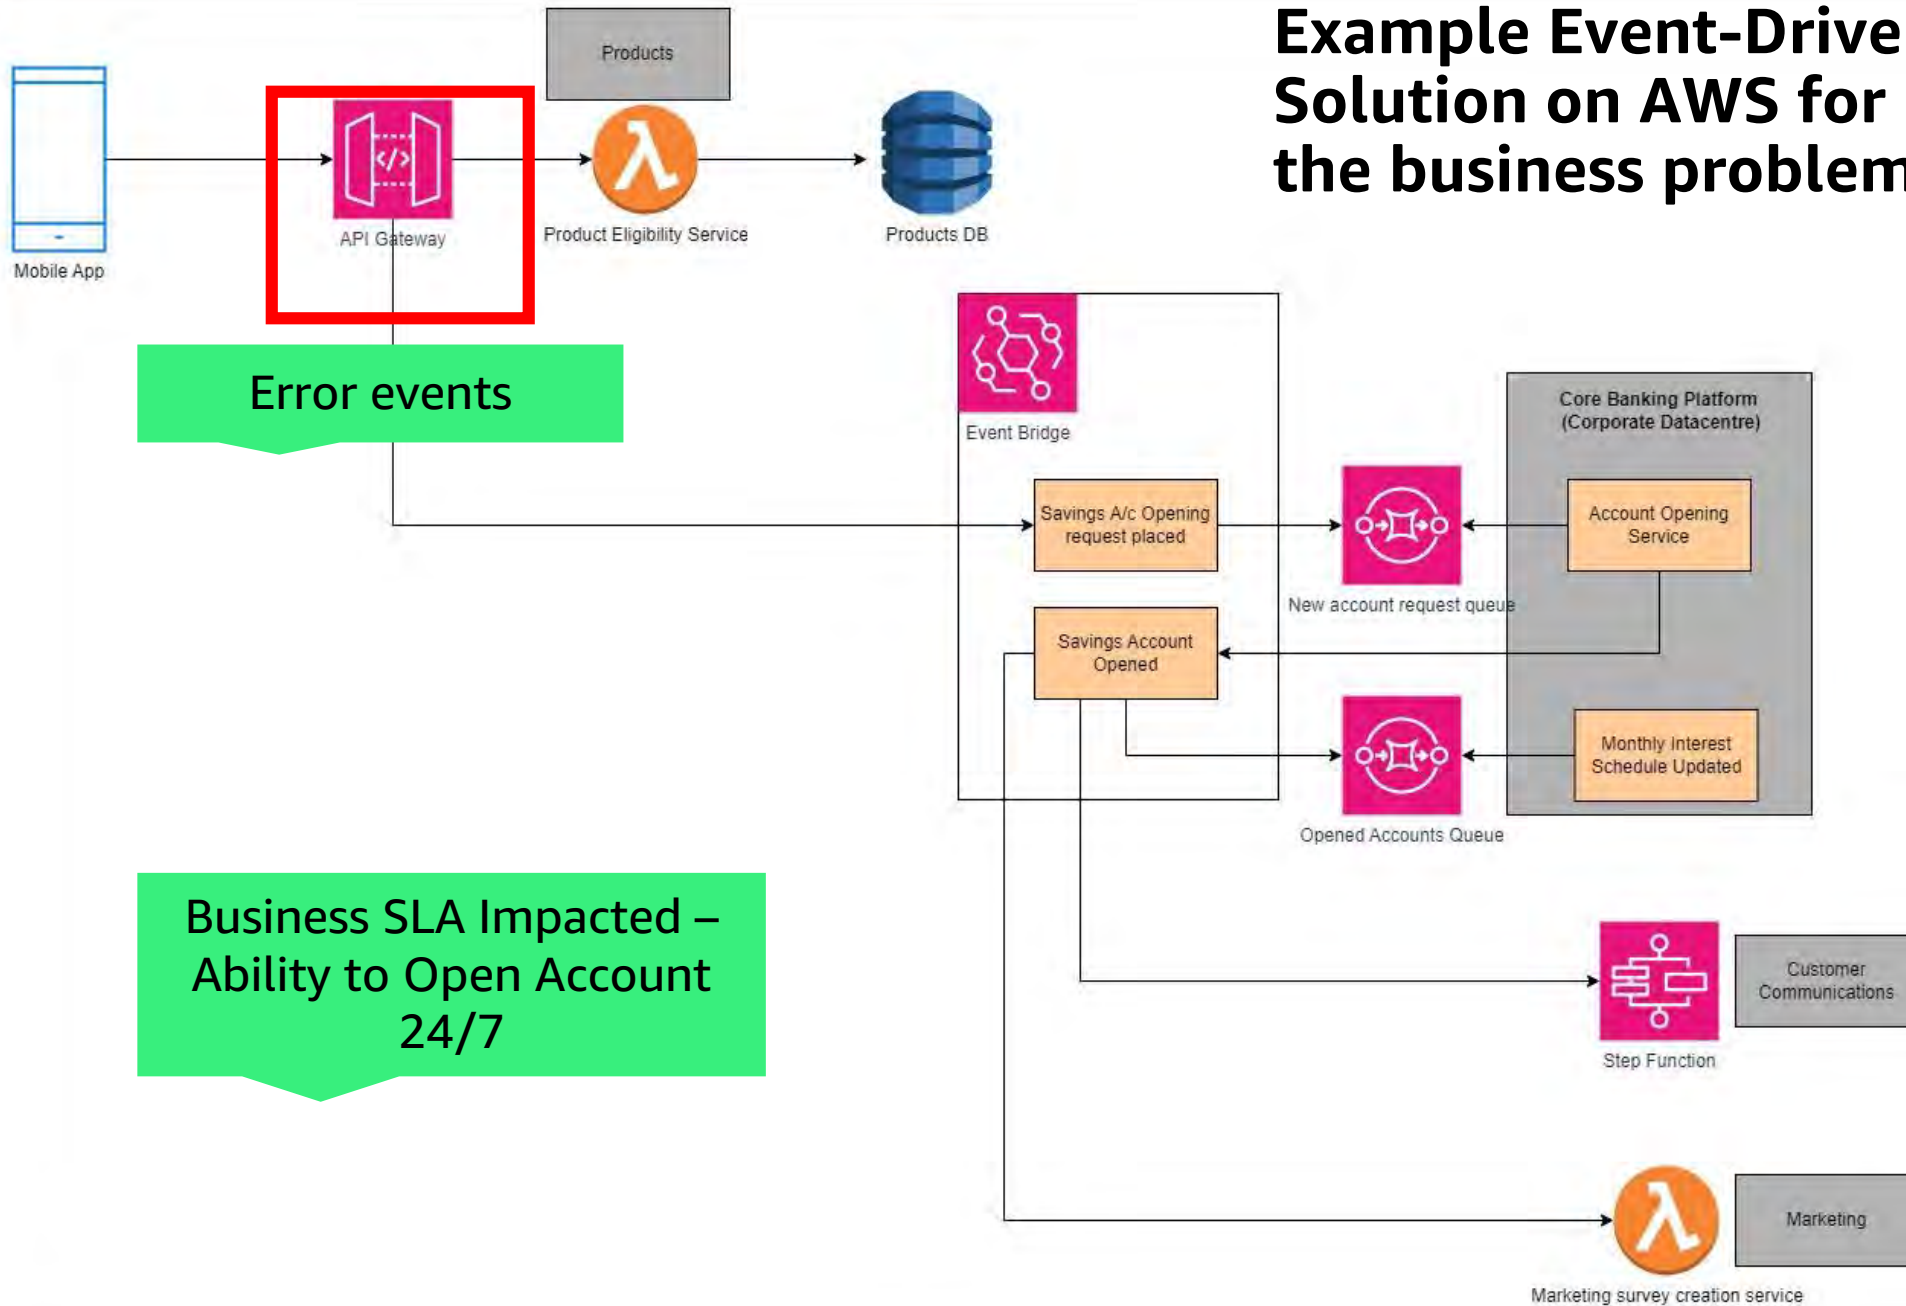 Example Event-Drive
Solution on AWS for
the business problem
Products
API Gateway
Product Eligibility Service
Products DB
Mobile App
Error events
Event Bridge
Core Banking Platform
(Corporate Datacentre)
Savings A/c Opening
request placed
Account Opening
Service
New account request queue
Savings Account
Opened
Monthly Interest
Schedule Updated
Opened Accounts Queue
Business SLA Impacted –
Ability to Open Account
24/7
Customer
Communications
Step Function
Marketing
Marketing survey creation service